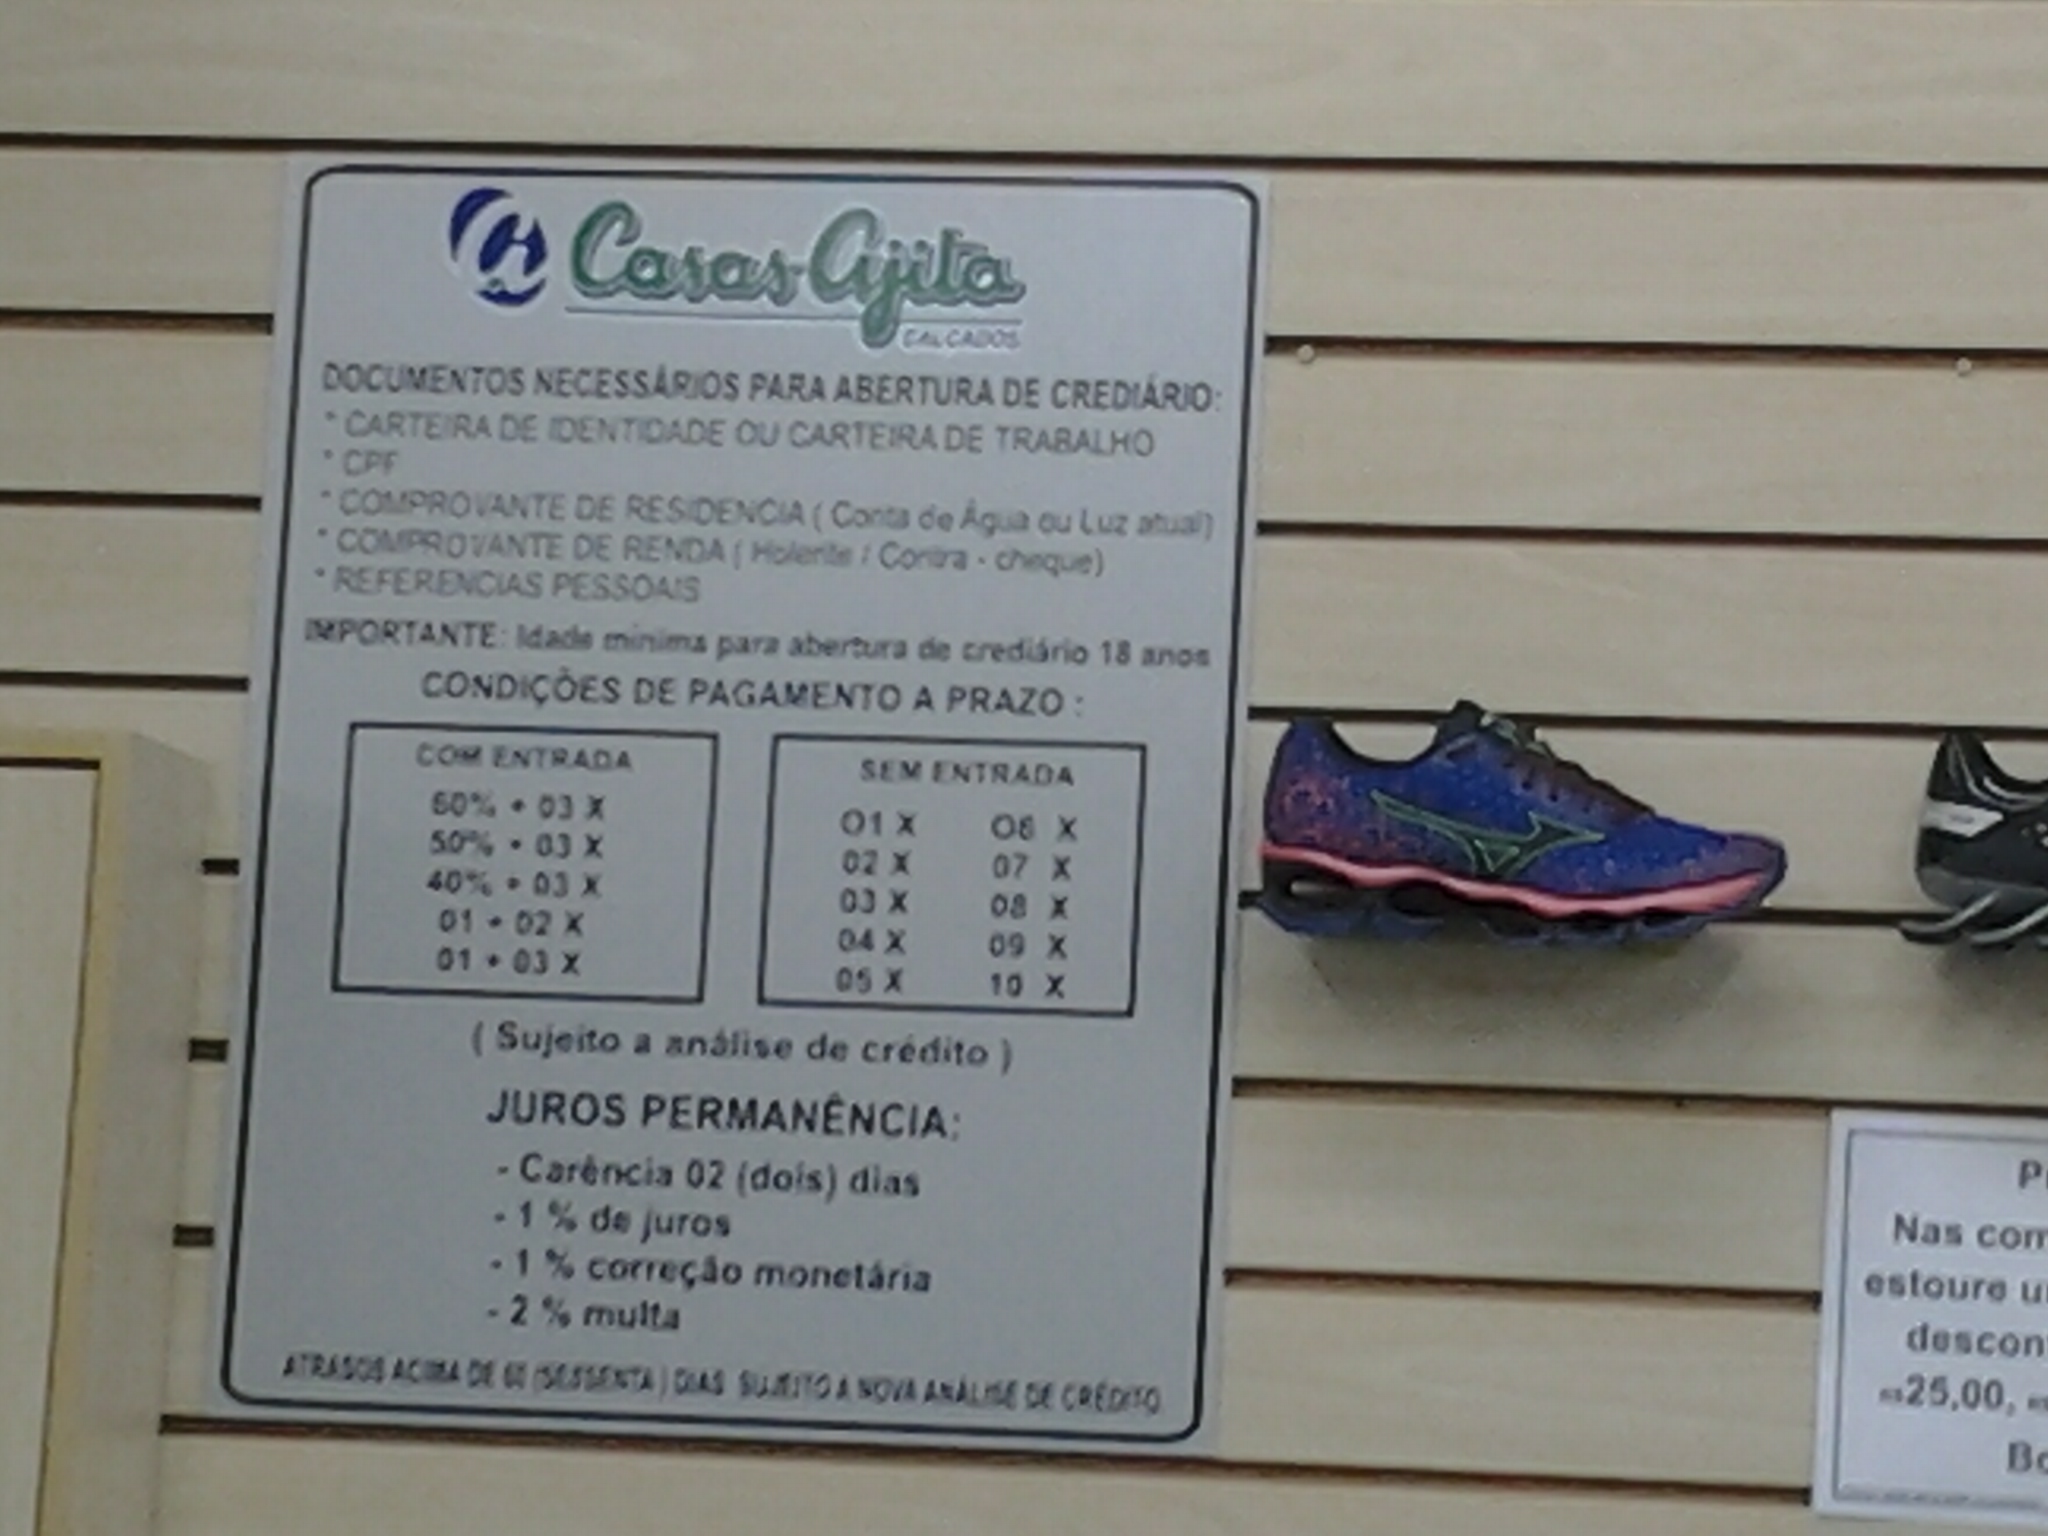 Casas Ajita
CALÇADOS
DOCUMENTOS NECESSÁRIOS PARA ABERTURA DE CREDIÁRIO:
* CARTEIRA DE IDENTIDADE OU CARTEIRA DE TRABALHO
* CPF
* COMPROVANTE DE RESIDENCIA ( Conta de Água ou Luz atual)
* COMPROVANTE DE RENDA ( Holerite / Contra - cheque)
* REFERENCIAS PESSOAIS
IMPORTANTE: Idade mínima para abertura de crediário 18 anos
CONDIÇÕES DE PAGAMENTO A PRAZO :
COM ENTRADA
60% + 03 X
50% + 03 X
40% + 03 X
01 + 02 X
01 + 03 X
SEM ENTRADA
O1 X O6 X
02 X 07 X
03 X 08 X
04 X 09 X
05 X 10 X
( Sujeito a análise de crédito )
JUROS PERMANÊNCIA:
- Carência 02 (dois) dias
- 1 % de juros
- 1 % correção monetária
- 2 % multa
ATRASOS ACIMA DE 60 (SESSENTA ) DIAS SUJEITO A NOVA ANÁLISE DE CRÉDITO
Nas com
estoure u
descon
R$25,00,
Bo